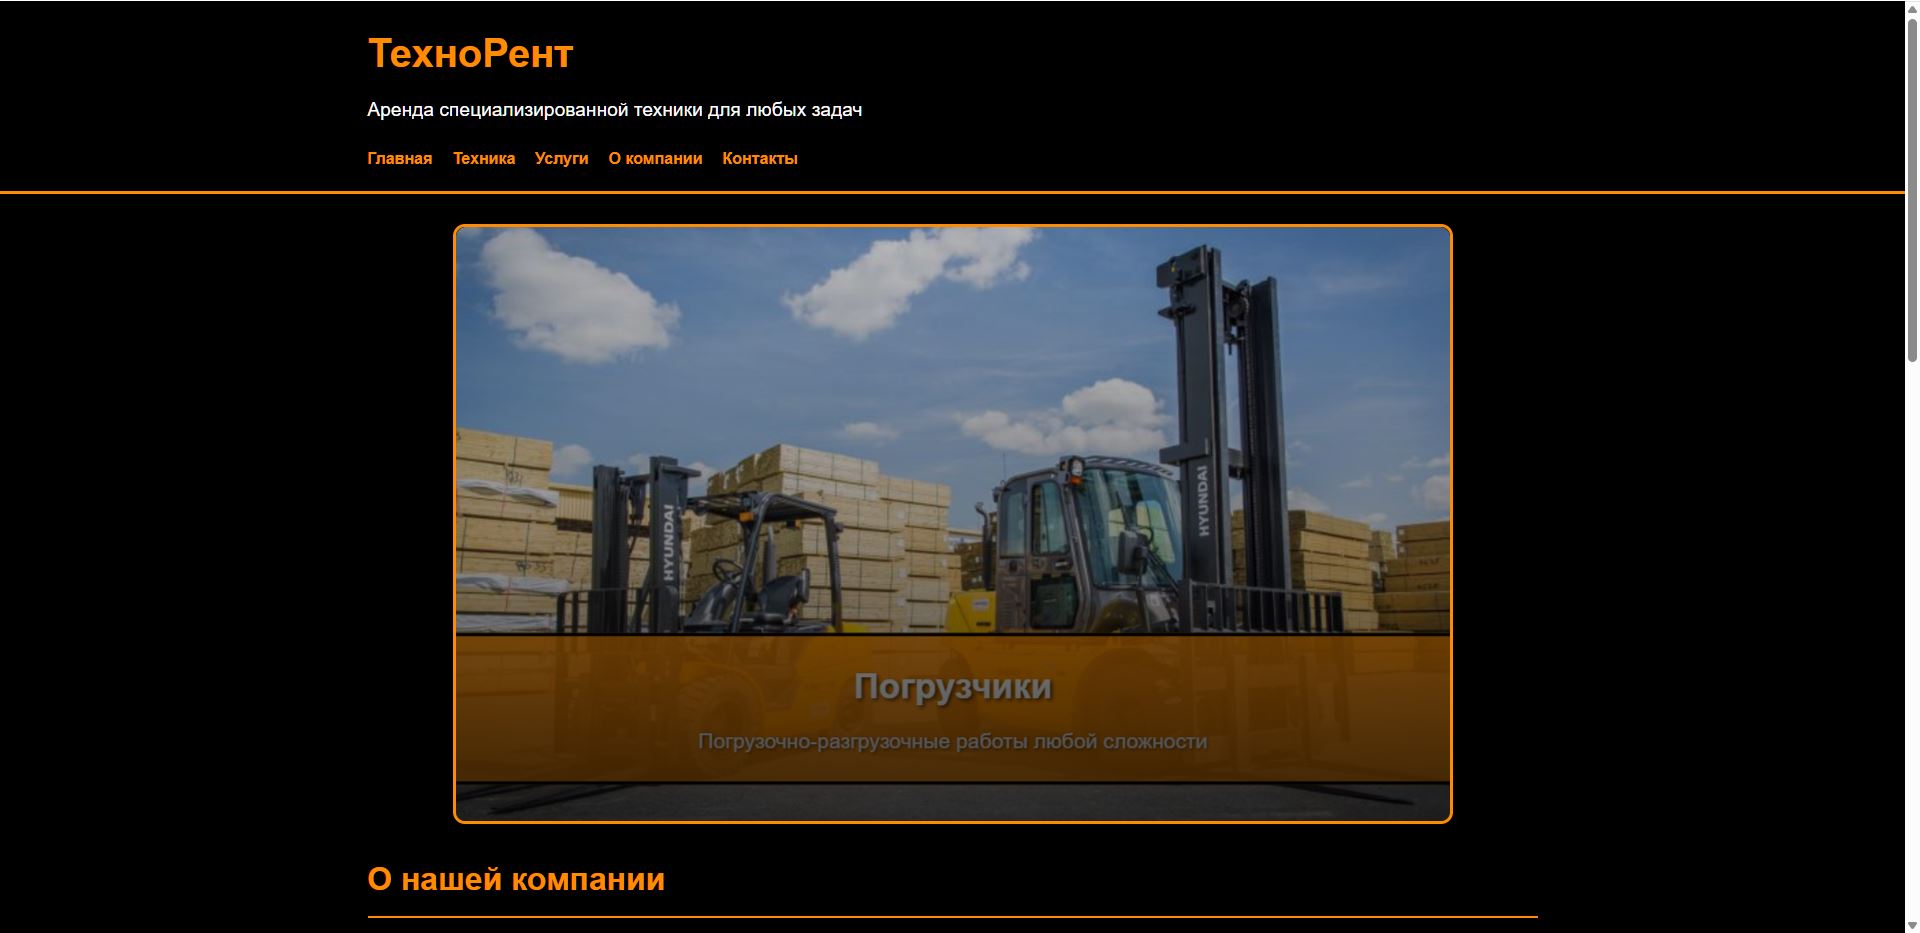 ТехноРент
Аренда специализированной техники для любых задач
Главная Техника Услуги О компании Контакты
HYUNDAI
HYUNDAI
Погрузчики
Погрузочно-разгрузочные работы любой сложности
О нашей компании